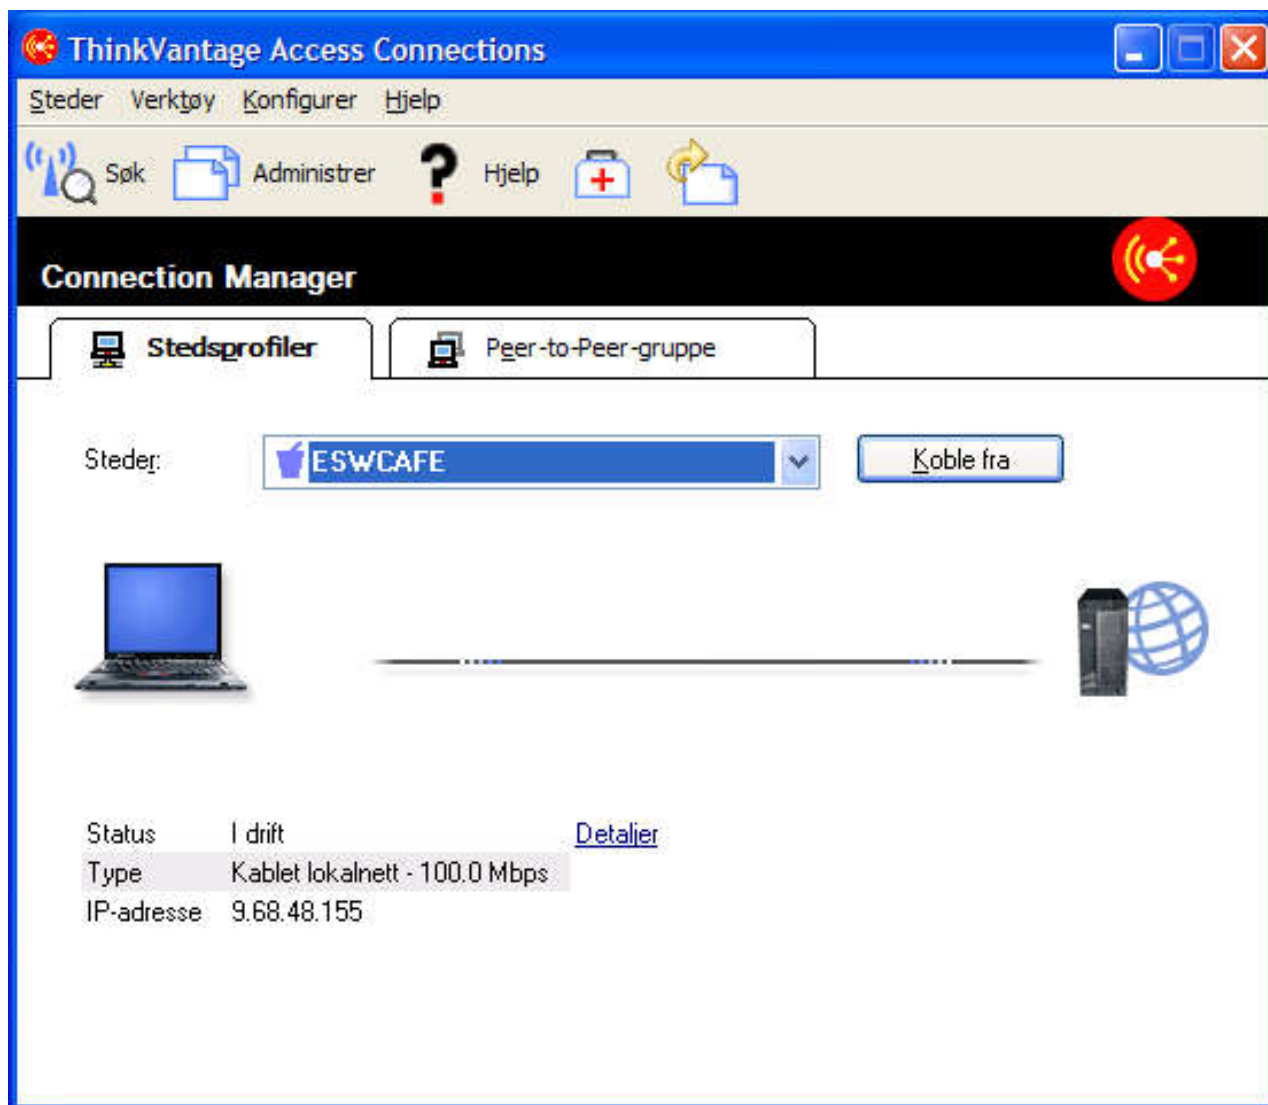 ThinkVantage Access Connections
Steder Verktøy Konfigurer Hjelp
Søk Administrer Hjelp
Connection Manager
Stedsprofiler Peer-to-Peer-gruppe
Steder: ESWCAFE Koble fra
Status I drift Detaljer
Type Kablet lokalnett - 100.0 Mbps
IP-adresse 9.68.48.155